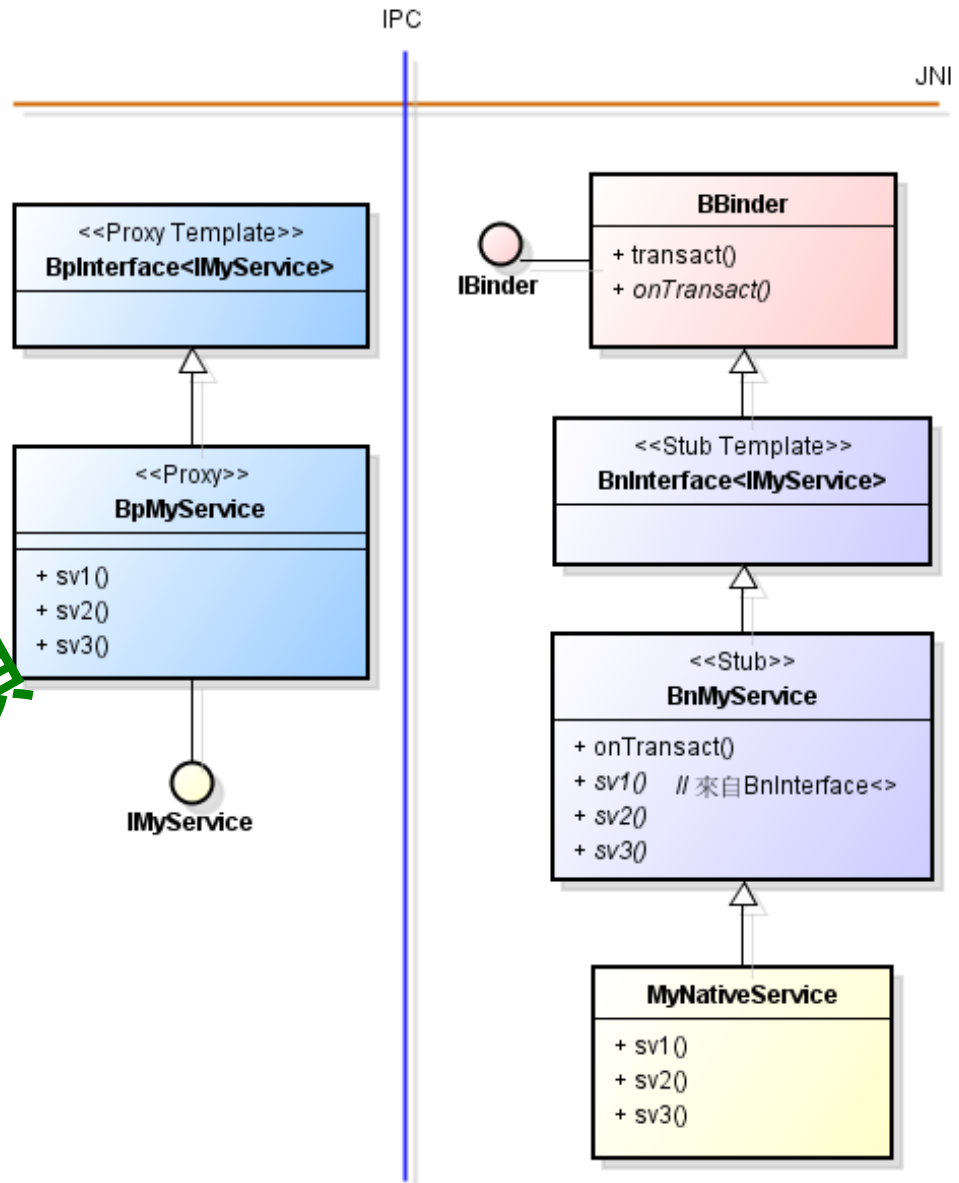 IPC
JNI
<<Proxy Template>>
BpInterface<IMyService>
<<Proxy>>
BpMyService
+ sv1()
+ sv2()
+ sv3()
IMyService
IBinder
BBinder
+ transact()
+ onTransact()
<<Stub Template>>
BnInterface<IMyService>
<<Stub>>
BnMyService
+ onTransact()
+ sv1() // 來自BnInterface<>
+ sv2()
+ sv3()
MyNativeService
+ sv1()
+ sv2()
+ sv3()